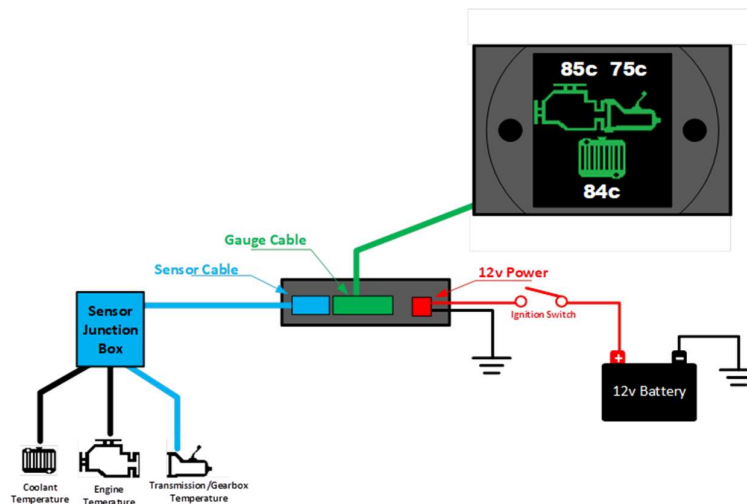 85c 75c
84c
Gauge Cable
Sensor Cable
12v Power
Ignition Switch
Sensor
Junction
Box
+
-
12v Battery
Coolant
Temperature
Engine
Temperature
Transmission/Gearbox
Temperature